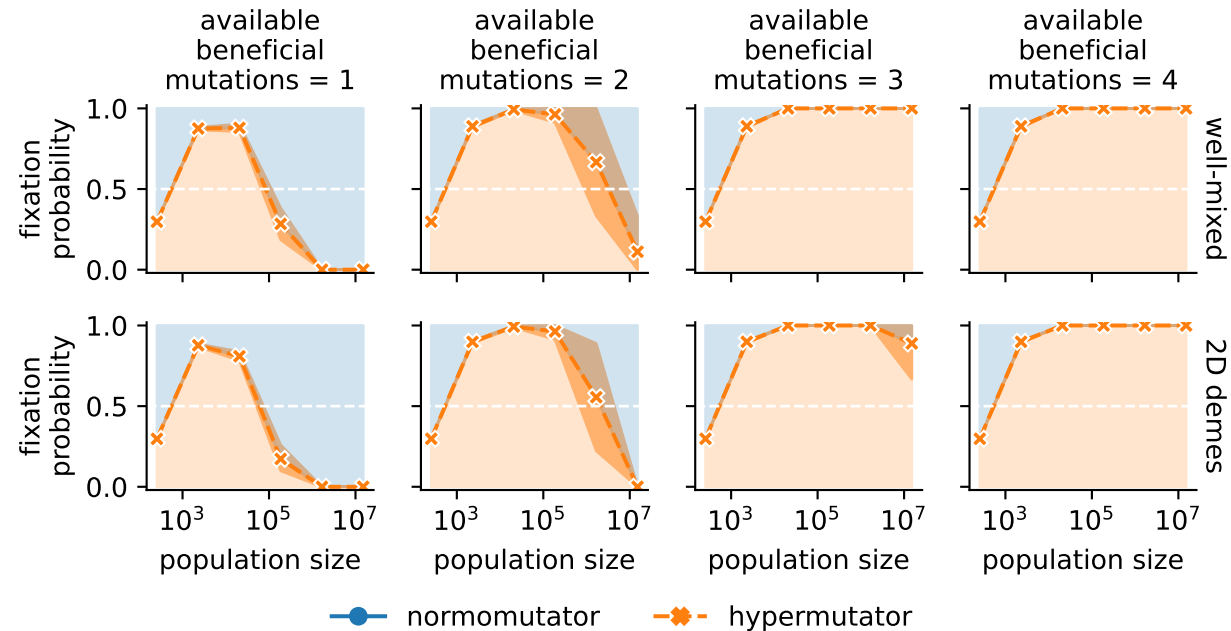 available
beneficial
mutations = 1
available
beneficial
mutations = 2
available
beneficial
mutations = 3
available
beneficial
mutations = 4
fixation
probability
1.0
0.5
0.0
well-mixed
fixation
probability
1.0
0.5
0.0
2D demes
10³ 10⁵ 10⁷
10³ 10⁵ 10⁷
10³ 10⁵ 10⁷
10³ 10⁵ 10⁷
population size
population size
population size
population size
normomutator
hypermutator